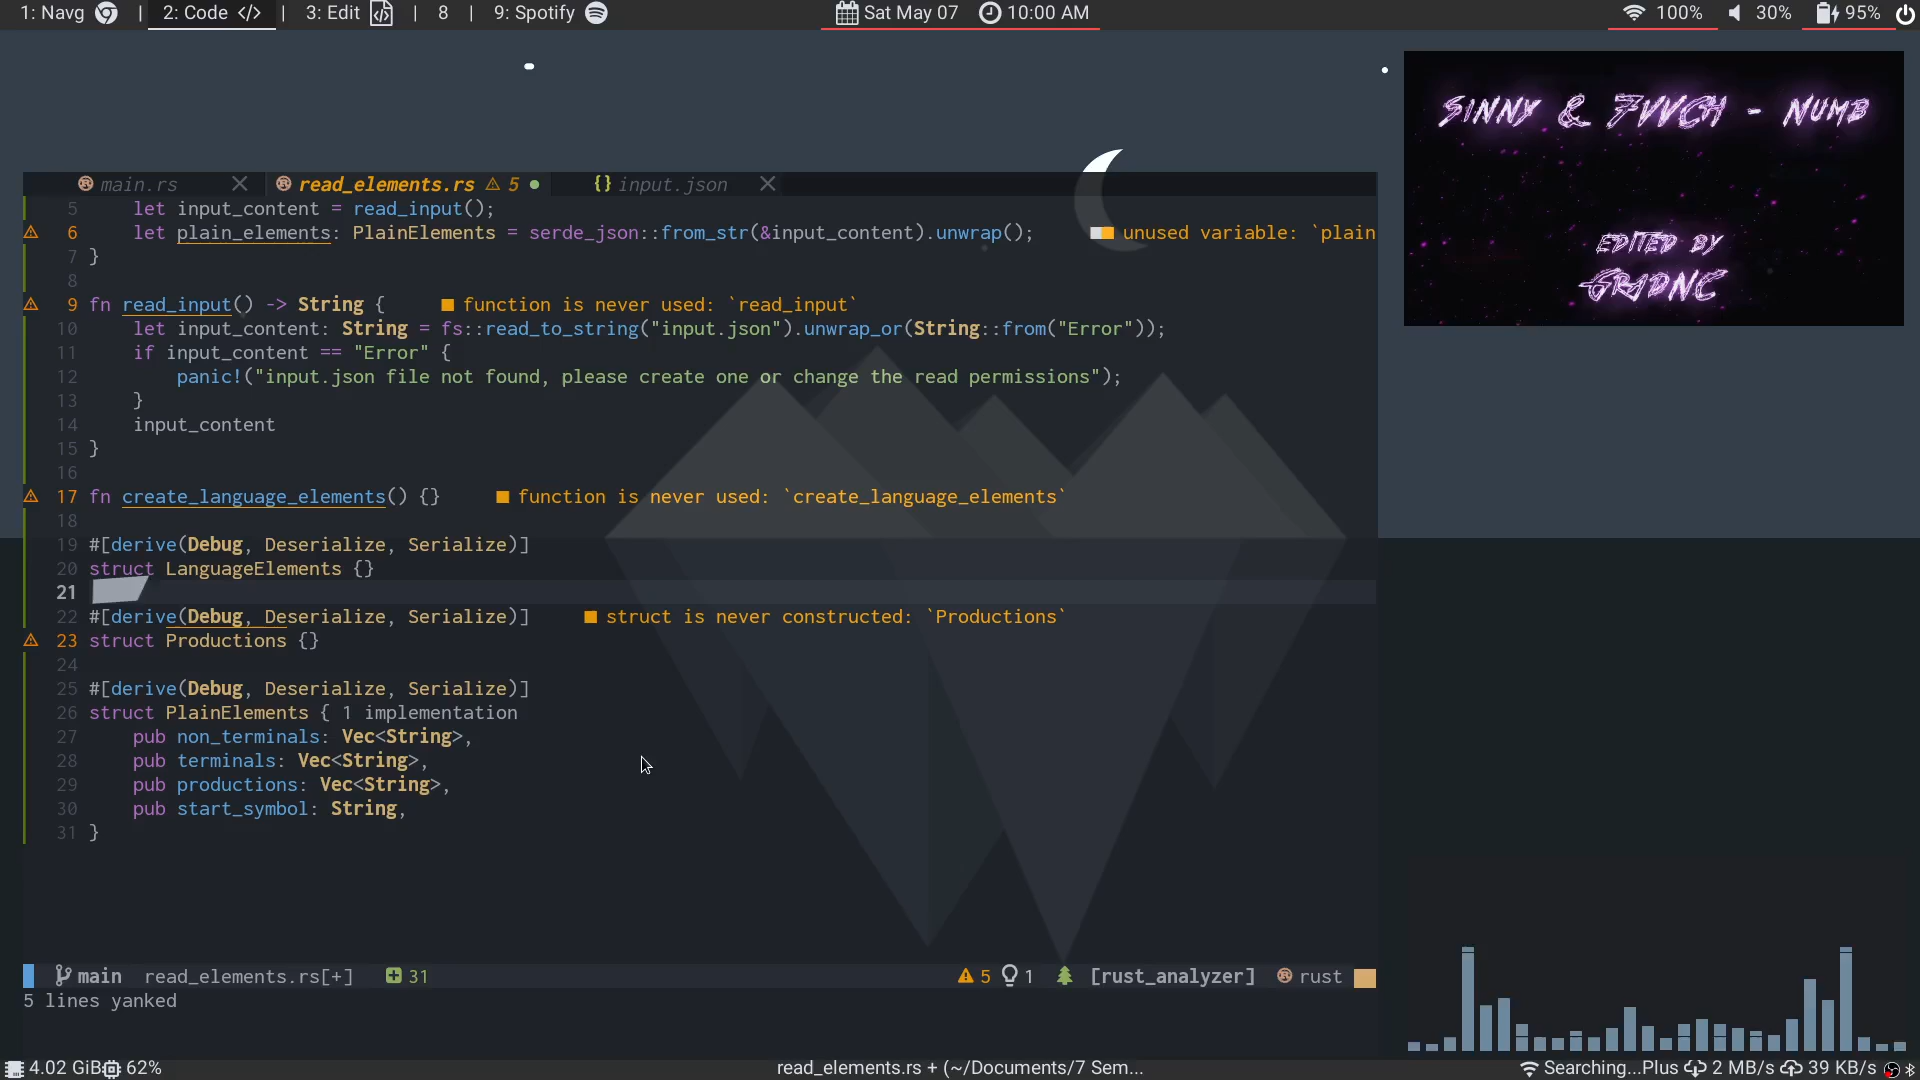 1: Navg | 2: Code </> | 3: Edit | 8 | 9: Spotify
Sat May 07 10:00 AM
100% 30% 95%
SINNY & 7VVCH - NUMB
EDITED BY
GRADNC
main.rs read_elements.rs 5 {} input.json
5 let input_content = read_input();
6 let plain_elements: PlainElements = serde_json::from_str(&input_content).unwrap(); unused variable: `plain
7 }
8
9 fn read_input() -> String { function is never used: `read_input`
10 let input_content: String = fs::read_to_string("input.json").unwrap_or(String::from("Error"));
11 if input_content == "Error" {
12 panic!("input.json file not found, please create one or change the read permissions");
13 }
14 input_content
15 }
16
17 fn create_language_elements() {} function is never used: `create_language_elements`
18
19 #[derive(Debug, Deserialize, Serialize)]
20 struct LanguageElements {}
21
22 #[derive(Debug, Deserialize, Serialize)] struct is never constructed: `Productions`
23 struct Productions {}
24
25 #[derive(Debug, Deserialize, Serialize)]
26 struct PlainElements { 1 implementation
27 pub non_terminals: Vec<String>,
28 pub terminals: Vec<String>,
29 pub productions: Vec<String>,
30 pub start_symbol: String,
31 }
main read_elements.rs[+] 31 5 1 [rust_analyzer] rust
5 lines yanked
4.02 GiB 62%
read_elements.rs + (~/Documents/7 Sem...
Searching...Plus 2 MB/s 39 KB/s